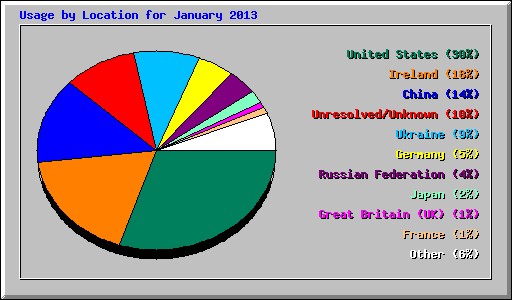 Usage by Location for January 2013
United States (30%)
Ireland (18%)
China (14%)
Unresolved/Unknown (10%)
Ukraine (9%)
Germany (5%)
Russian Federation (4%)
Japan (2%)
Great Britain (UK) (1%)
France (1%)
Other (6%)